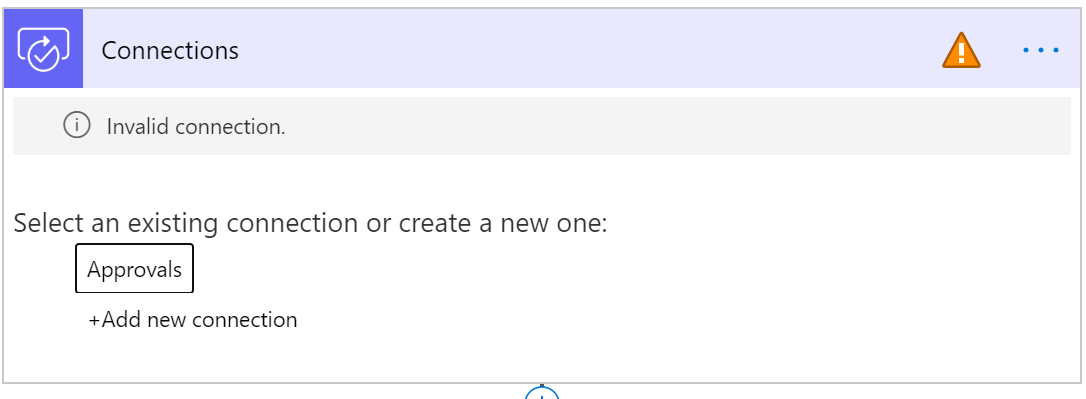 Connections
Invalid connection.
Select an existing connection or create a new one:
Approvals
+Add new connection